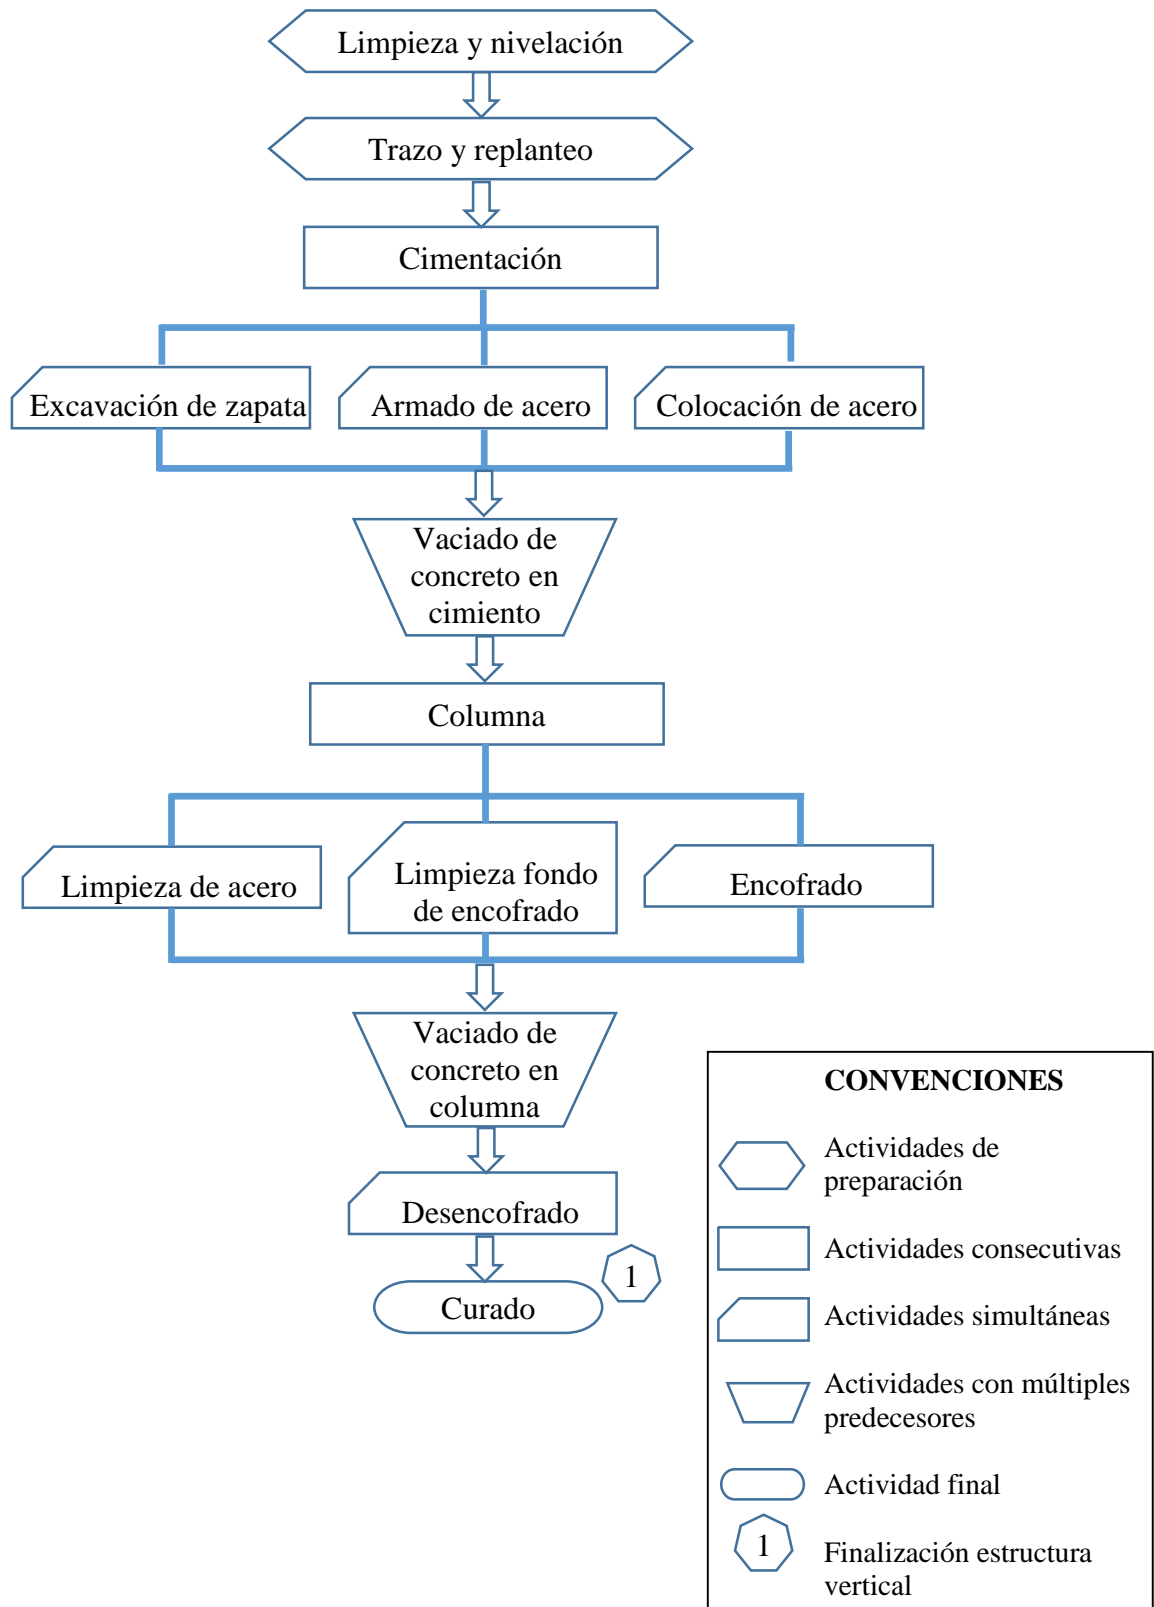 Limpieza y nivelación
Trazo y replanteo
Cimentación
Excavación de zapata
Armado de acero
Colocación de acero
Vaciado de
concreto en
cimiento
Columna
Limpieza de acero
Limpieza fondo
de encofrado
Encofrado
Vaciado de
concreto en
columna
Desencofrado
1
Curado
CONVENCIONES
Actividades de
preparación
Actividades consecutivas
Actividades simultáneas
Actividades con múltiples
predecesores
Actividad final
1
Finalización estructura
vertical